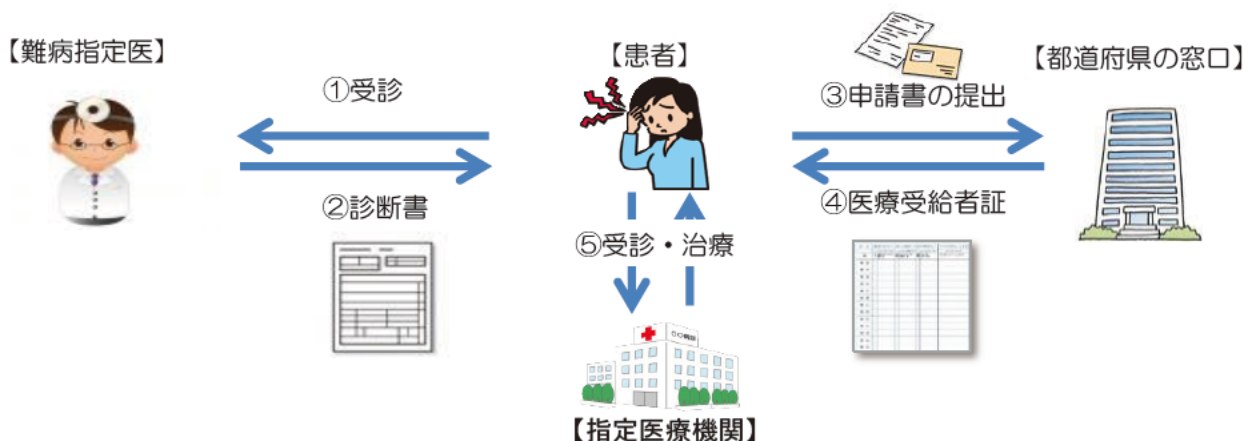 【難病指定医】
【患者】
【都道府県の窓口】
①受診
③申請書の提出
②診断書
④医療受給者証
⑤受診・治療
【指定医療機関】